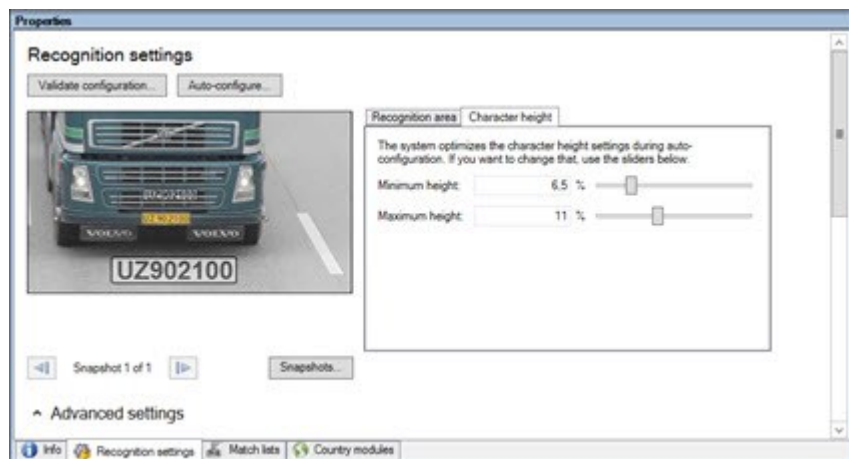 Properties
Recognition settings
Validate configuration...
Auto-configure...
Recognition area
Character height
The system optimizes the character height settings during auto-
configuration. If you want to change that, use the sliders below.
Minimum height:
6.5 %
Maximum height:
11 %
UZ 902100
VOLVO VOLVO
UZ902100
Snapshot 1 of 1
Snapshots...
Advanced settings
Info
Recognition settings
Match lists
Country modules